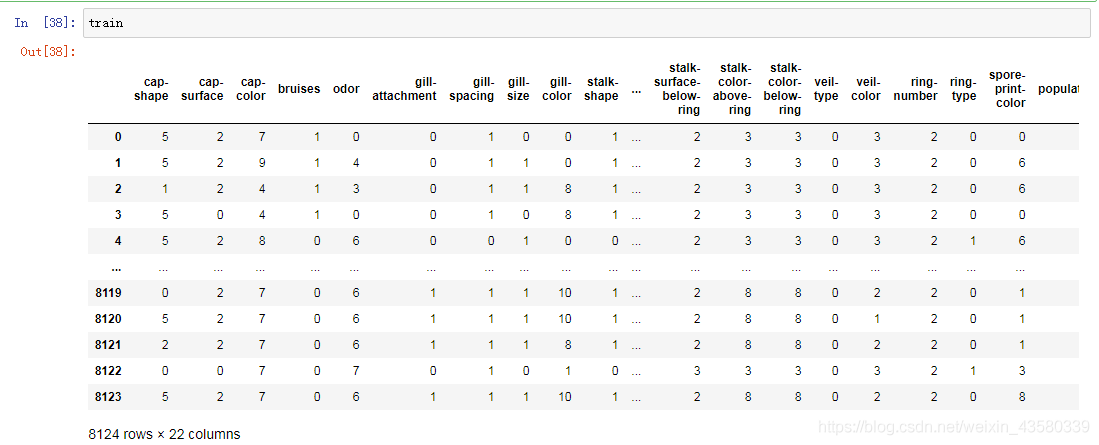 In [38]: train
Out[38]:
cap-shape cap-surface cap-color bruises odor gill-attachment gill-spacing gill-size gill-color stalk-shape ... stalk-surface-below-ring stalk-color-above-ring stalk-color-below-ring veil-type veil-color ring-number ring-type spore-print-color populat
0 5 2 7 1 0 0 1 0 0 1 ... 2 3 3 0 3 2 0 0
1 5 2 9 1 4 0 1 1 0 1 ... 2 3 3 0 3 2 0 6
2 1 2 4 1 3 0 1 1 8 1 ... 2 3 3 0 3 2 0 6
3 5 0 4 1 0 0 1 0 8 1 ... 2 3 3 0 3 2 0 0
4 5 2 8 0 6 0 0 1 0 0 ... 2 3 3 0 3 2 1 6
... ... ... ... ... ... ... ... ... ... ... ... ... ... ... ... ... ... ... ...
8119 0 2 7 0 6 1 1 1 10 1 ... 2 8 8 0 2 2 0 1
8120 5 2 7 0 6 1 1 1 10 1 ... 2 8 8 0 1 2 0 1
8121 2 2 7 0 6 1 1 1 8 1 ... 2 8 8 0 2 2 0 1
8122 0 0 7 0 7 0 1 0 1 0 ... 3 3 3 0 3 2 1 3
8123 5 2 7 0 6 1 1 1 10 1 ... 2 8 8 0 2 2 0 8
8124 rows × 22 columns
https://blog.csdn.net/weixin_43580339